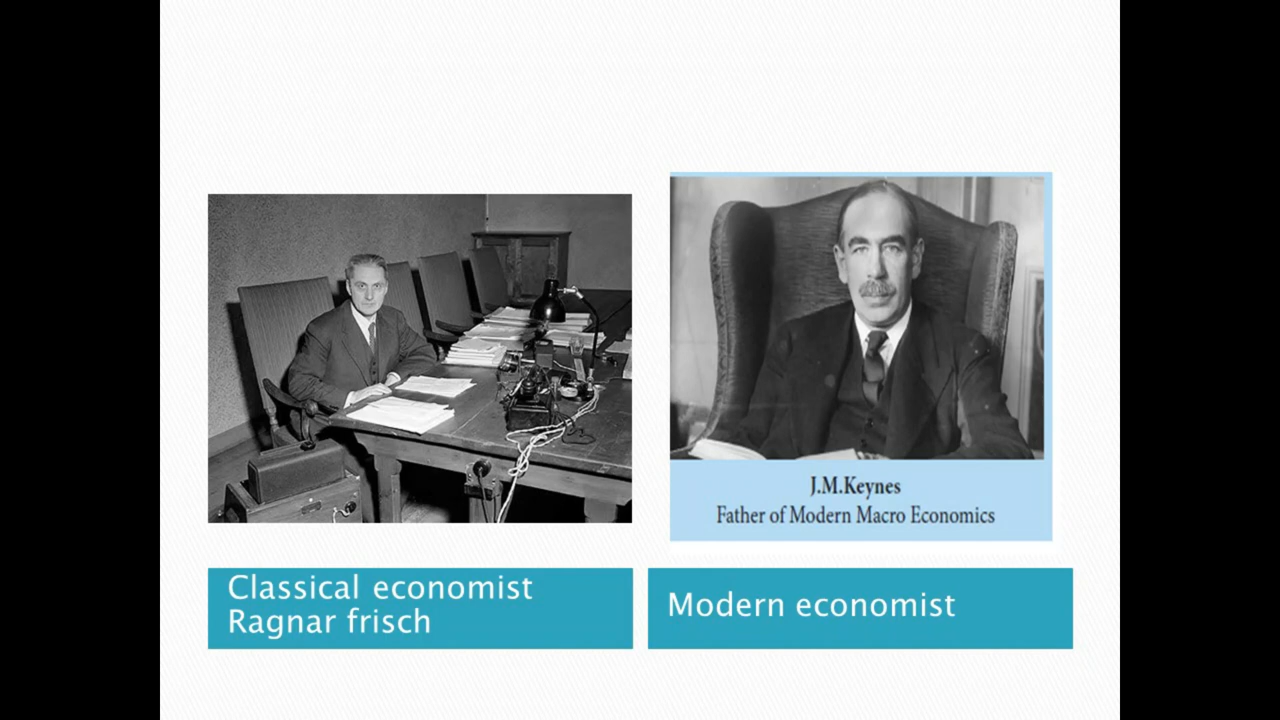 J.M.Keynes
Father of Modern Macro Economics
Classical economist
Ragnar frisch
Modern economist